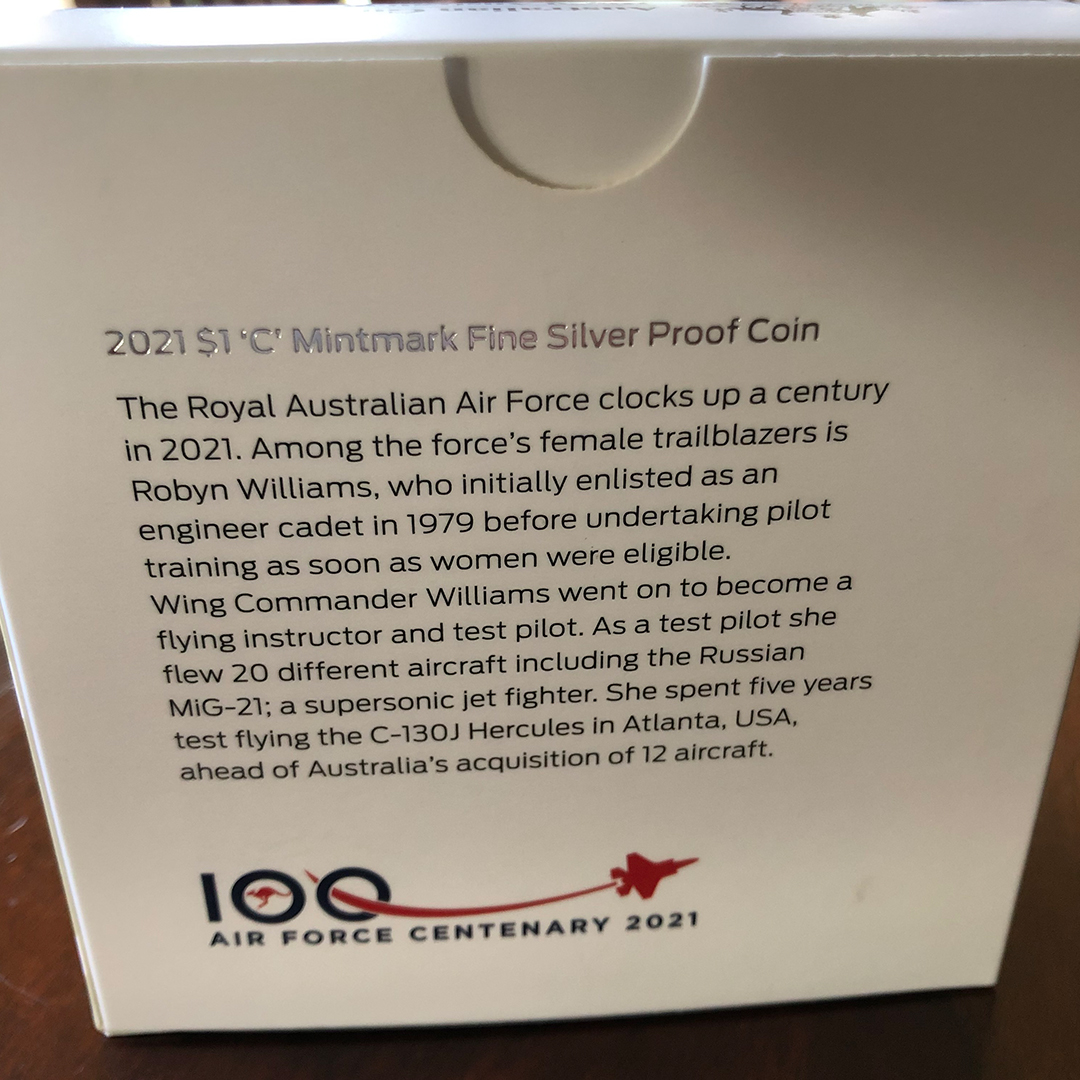 2021 $1 ‘C’ Mintmark Fine Silver Proof Coin
The Royal Australian Air Force clocks up a century
in 2021. Among the force’s female trailblazers is
Robyn Williams, who initially enlisted as an
engineer cadet in 1979 before undertaking pilot
training as soon as women were eligible.
Wing Commander Williams went on to become a
flying instructor and test pilot. As a test pilot she
flew 20 different aircraft including the Russian
MiG-21; a supersonic jet fighter. She spent five years
test flying the C-130J Hercules in Atlanta, USA,
ahead of Australia’s acquisition of 12 aircraft.
100
AIR FORCE CENTENARY 2021